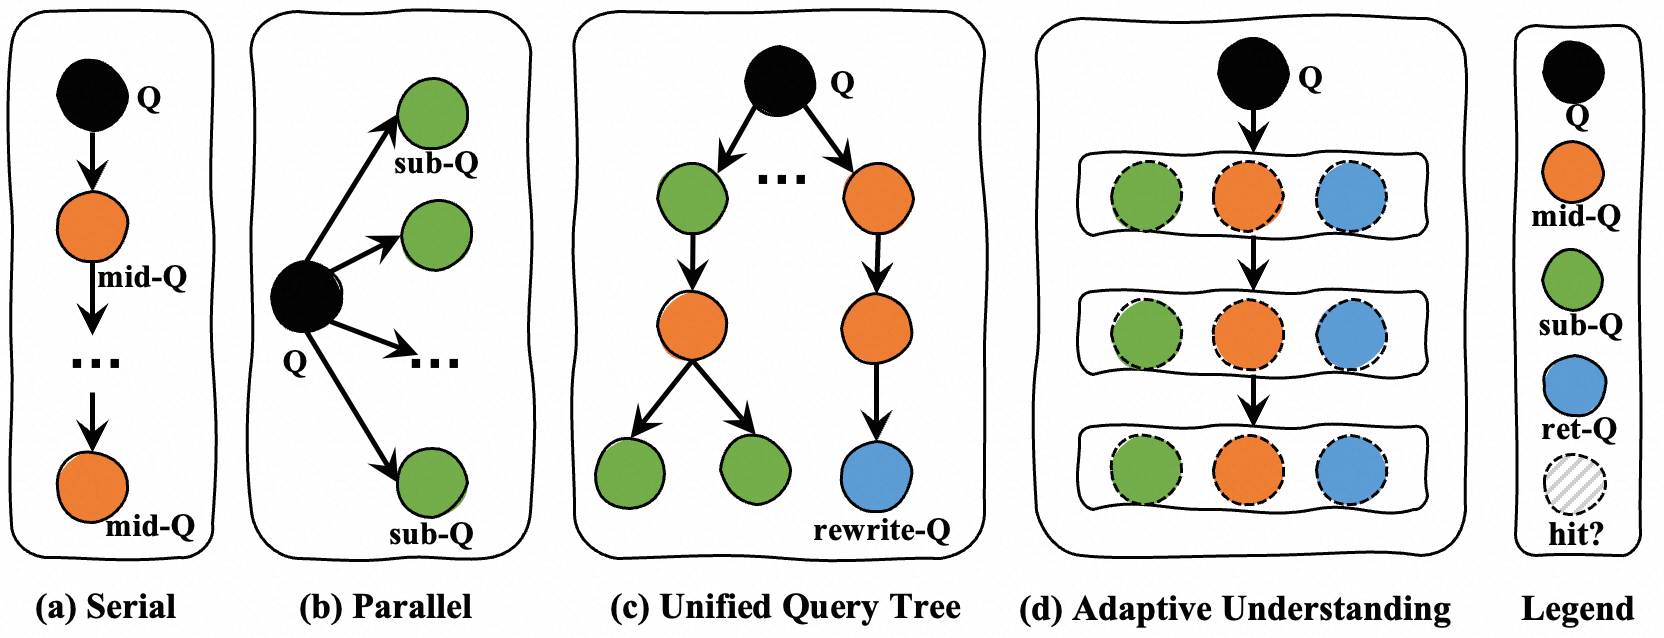 Q
mid-Q
...
mid-Q
(a) Serial
sub-Q
Q
...
sub-Q
(b) Parallel
Q
...
rewrite-Q
(c) Unified Query Tree
Q
(d) Adaptive Understanding
Q
mid-Q
sub-Q
ret-Q
hit?
Legend